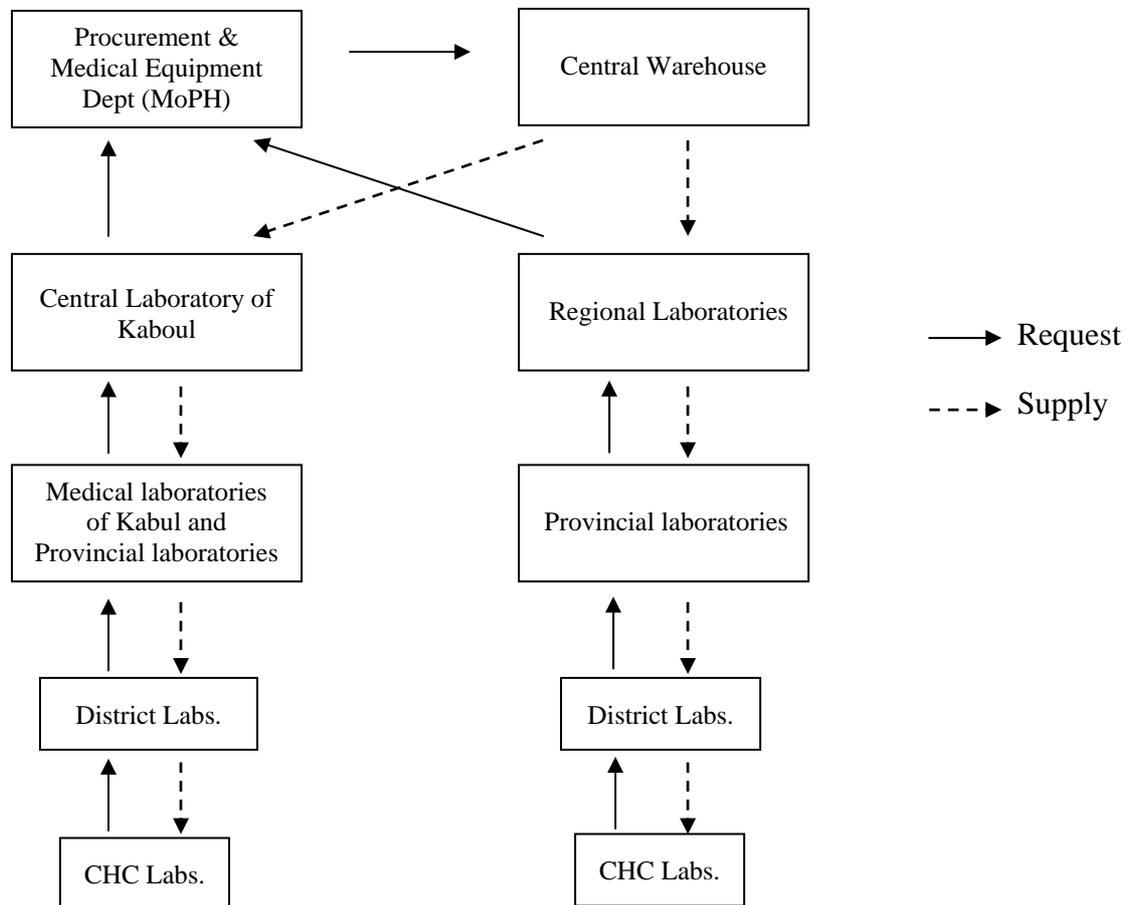 Procurement &
Medical Equipment
Dept (MoPH)
Central Warehouse
Central Laboratory of
Kaboul
Regional Laboratories
Request
Supply
Medical laboratories
of Kabul and
Provincial laboratories
Provincial laboratories
District Labs.
District Labs.
CHC Labs.
CHC Labs.